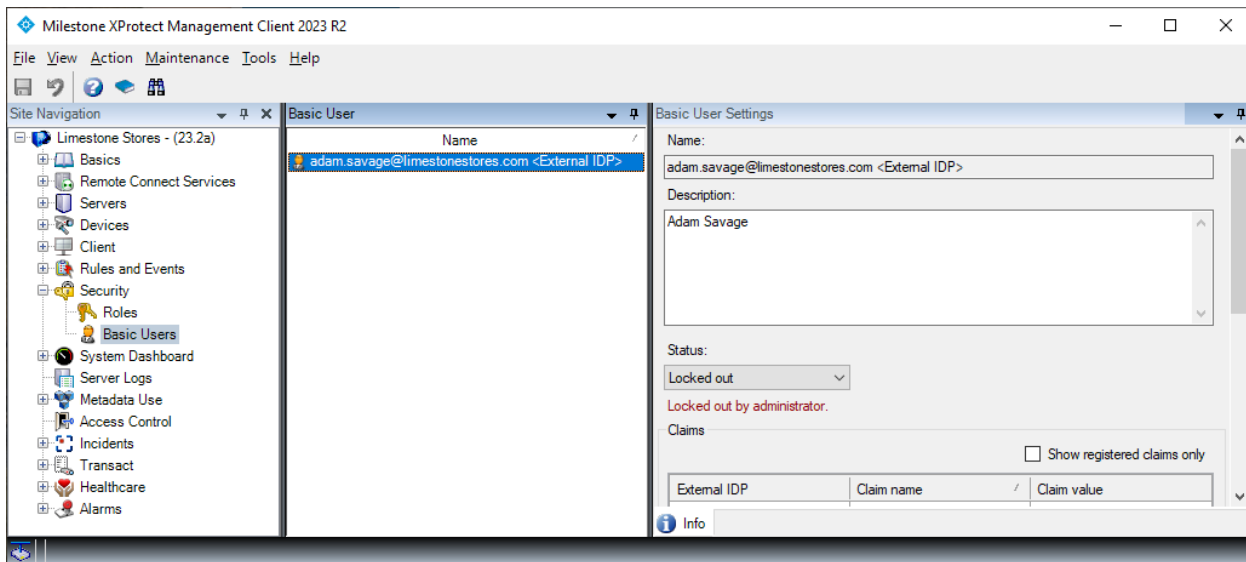 Milestone XProtect Management Client 2023 R2
File View Action Maintenance Tools Help
Site Navigation
Limestone Stores - (23.2a)
Basics
Remote Connect Services
Servers
Devices
Client
Rules and Events
Security
Roles
Basic Users
System Dashboard
Server Logs
Metadata Use
Access Control
Incidents
Transact
Healthcare
Alarms
Basic User
Name
adam.savage@limestonestores.com <External IDP>
Basic User Settings
Name:
adam.savage@limestonestores.com <External IDP>
Description:
Adam Savage
Status:
Locked out
Locked out by administrator.
Claims
Show registered claims only
External IDP Claim name Claim value
Info